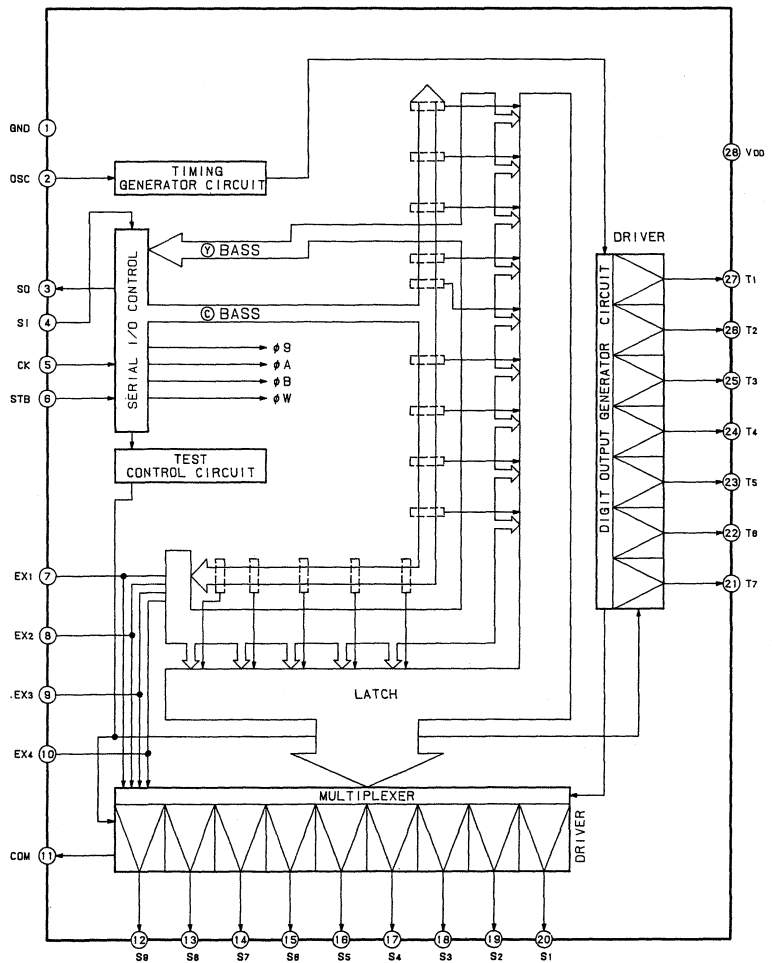 GND 1
OSC 2
TIMING
GENERATOR CIRCUIT
28 VDD
DRIVER
Y BASS
C BASS
SERIAL I/O CONTROL
SO 3
SI 4
CK 5
STB 6
φ9
φA
φB
φW
TEST
CONTROL CIRCUIT
DIGIT OUTPUT GENERATOR CIRCUIT
27 T1
26 T2
25 T3
24 T4
23 T5
22 T6
21 T7
EX1 7
EX2 8
.EX3 9
EX4 10
LATCH
MULTIPLEXER
DRIVER
COM 11
12 13 14 15 16 17 18 19 20
S9 S8 S7 S6 S5 S4 S3 S2 S1